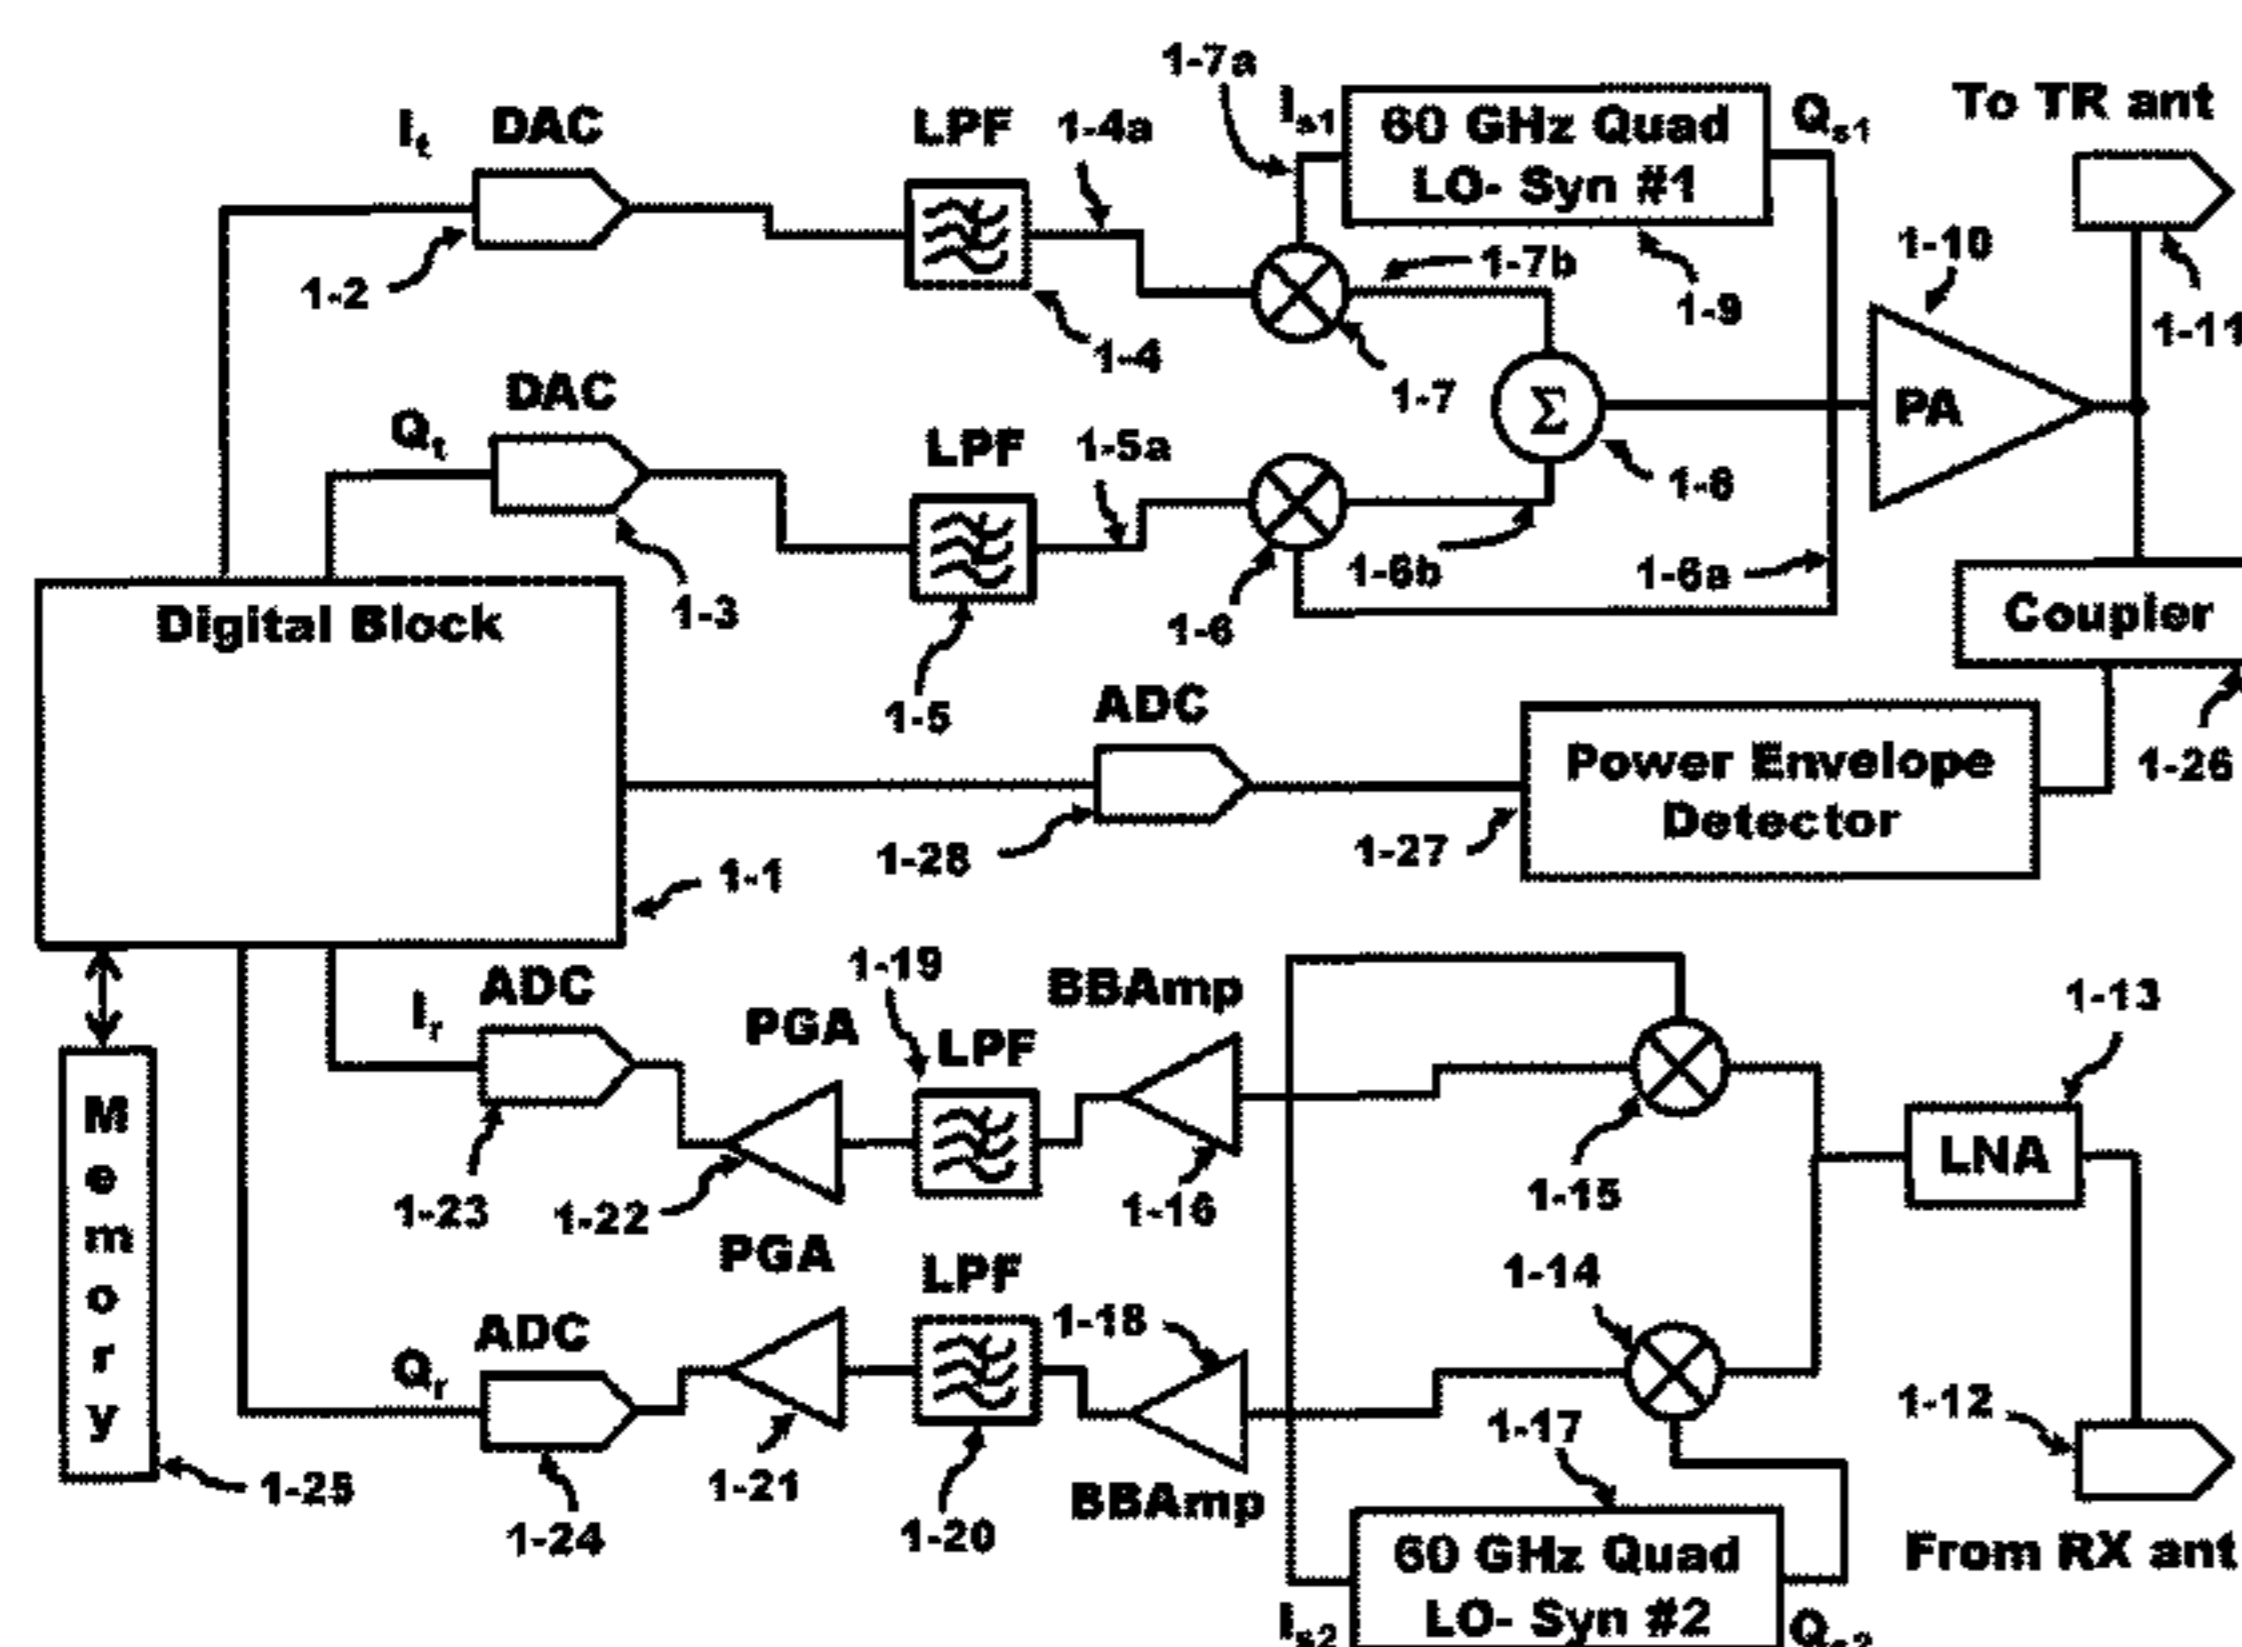 1-7a
To TR ant
It
DAC
LPF
1-4a
Is1
60 GHz Quad
LO- Syn #1
Qs1
1-2
1-4
1-7b
1-9
1-10
1-11
1-7
Qt
DAC
LPF
1-5a
Σ
PA
1-8
1-3
1-5
1-6
1-6b
1-6a
Digital Block
Coupler
ADC
Power Envelope
Detector
1-26
1-28
1-27
1-1
Ir
ADC
PGA
1-19
LPF
BBAmp
1-13
1-23
1-22
1-16
1-15
LNA
Memory
PGA
LPF
1-18
1-14
Qr
ADC
1-12
1-17
1-25
1-24
1-21
1-20
BBAmp
60 GHz Quad
LO- Syn #2
From RX ant
Is2
Qs2